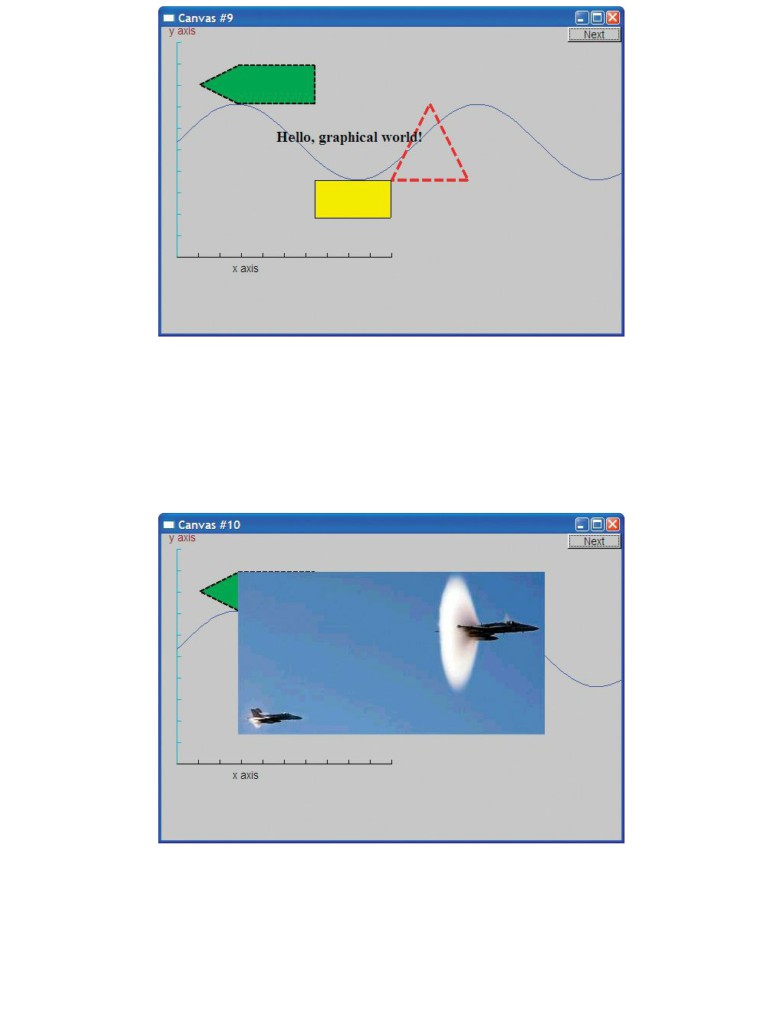 Canvas #9
y axis
Next
Hello, graphical world!
x axis
Canvas #10
y axis
Next
x axis